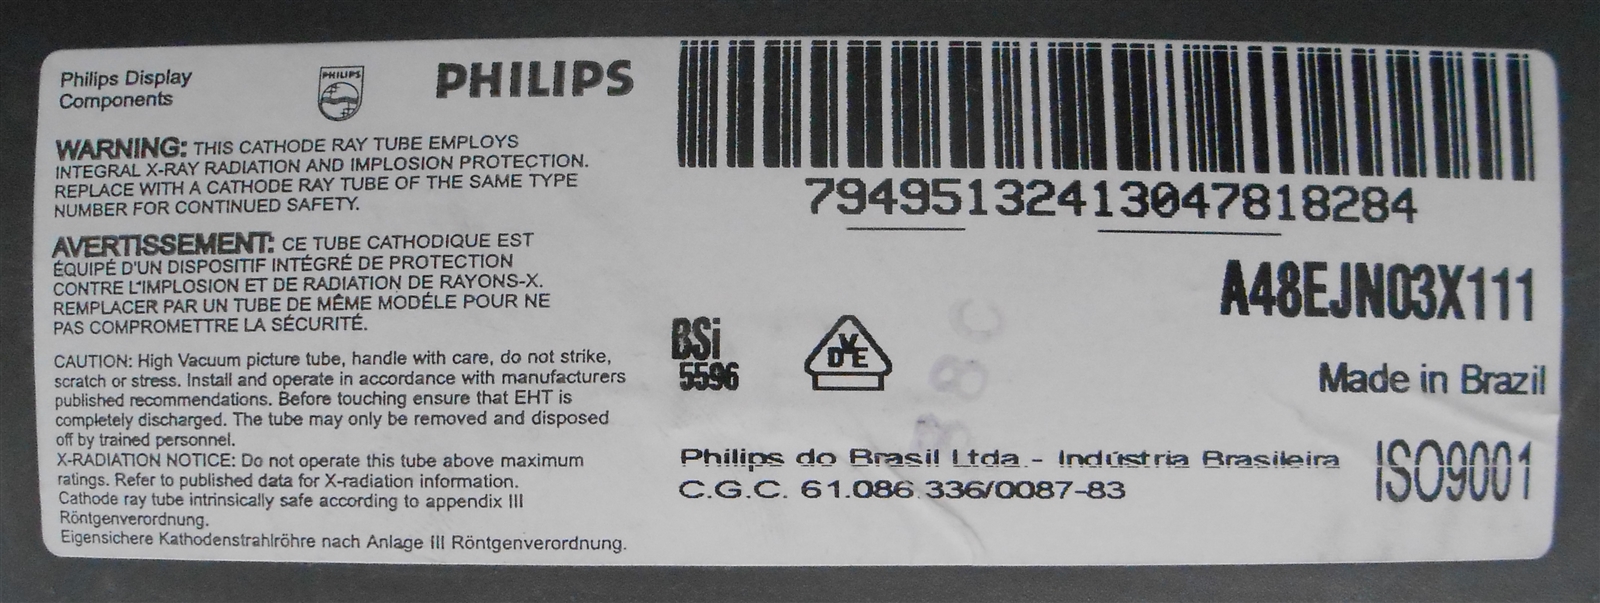 Philips Display
Components
PHILIPS
PHILIPS
WARNING: THIS CATHODE RAY TUBE EMPLOYS
INTEGRAL X-RAY RADIATION AND IMPLOSION PROTECTION.
REPLACE WITH A CATHODE RAY TUBE OF THE SAME TYPE
NUMBER FOR CONTINUED SAFETY.
AVERTISSEMENT: CE TUBE CATHODIQUE EST
ÉQUIPÉ D'UN DISPOSITIF INTÉGRÉ DE PROTECTION
CONTRE L'IMPLOSION ET DE RADIATION DE RAYONS-X.
REMPLACER PAR UN TUBE DE MÊME MODÉLE POUR NE
PAS COMPROMETTRE LA SÉCURITÉ.
CAUTION: High Vacuum picture tube, handle with care, do not strike,
scratch or stress. Install and operate in accordance with manufacturers
published recommendations. Before touching ensure that EHT is
completely discharged. The tube may only be removed and disposed
off by trained personnel.
X-RADIATION NOTICE: Do not operate this tube above maximum
ratings. Refer to published data for X-radiation information.
Cathode ray tube intrinsically safe according to appendix III
Röntgenverordnung.
Eigensichere Kathodenstrahlröhre nach Anlage III Röntgenverordnung.
79495132413047818284
A48EJN03X111
BSi
5596
DVE
Made in Brazil
Philips do Brasil Ltda.- Indústria Brasileira
C.G.C. 61.086.336/0087-83
ISO9001